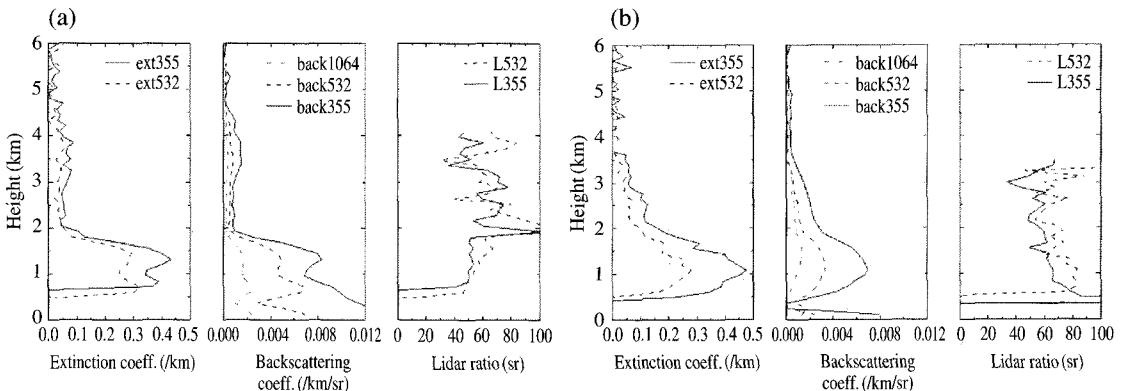 (a)
(b)
Height (km)
6
5
4
3
2
1
0
ext355
ext532
0.0 0.1 0.2 0.3 0.4 0.5
Extinction coeff. (/km)
back1064
back532
back355
0.000 0.004 0.008 0.012
Backscattering
coeff. (/km/sr)
L532
L355
0 20 40 60 80 100
Lidar ratio (sr)
Height (km)
6
5
4
3
2
1
0
ext355
ext532
0.0 0.1 0.2 0.3 0.4 0.5
Extinction coeff. (/km)
back1064
back532
back355
0.000 0.004 0.008 0.012
Backscattering
coeff. (/km/sr)
L532
L355
0 20 40 60 80 100
Lidar ratio (sr)